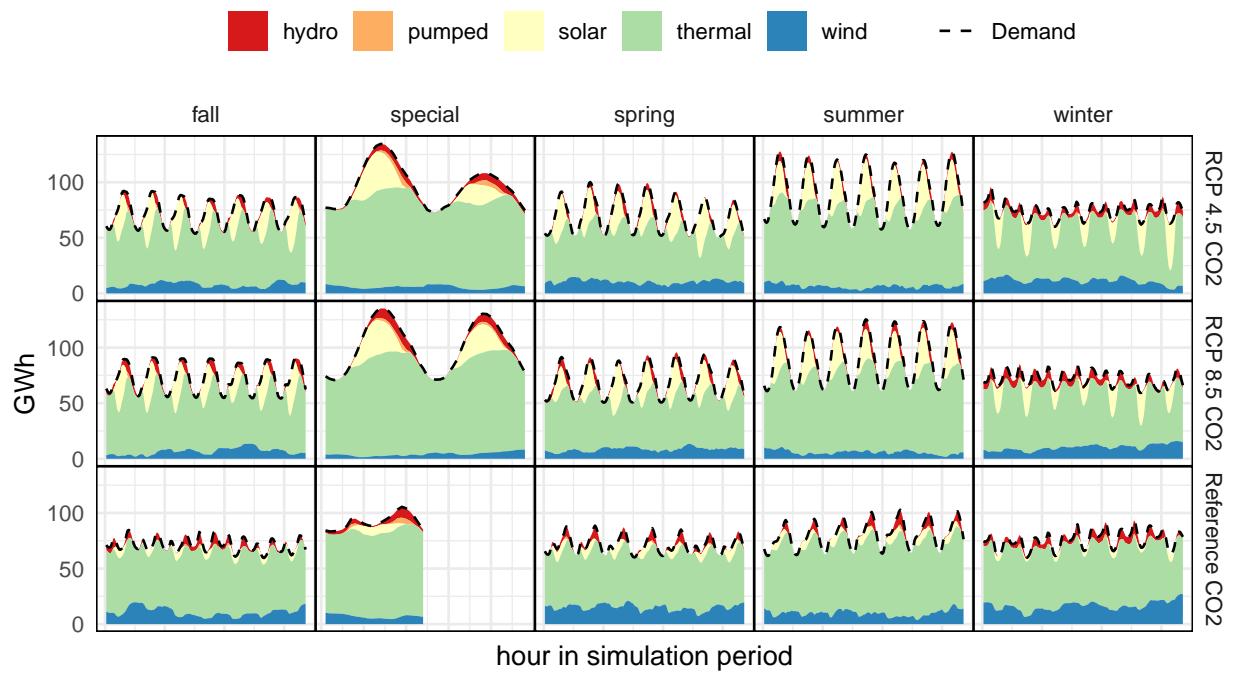 hydro pumped solar thermal wind Demand
fall special spring summer winter
100
50
0
RCP 4.5 CO2
100
50
0
RCP 8.5 CO2
100
50
0
Reference CO2
GWh
hour in simulation period